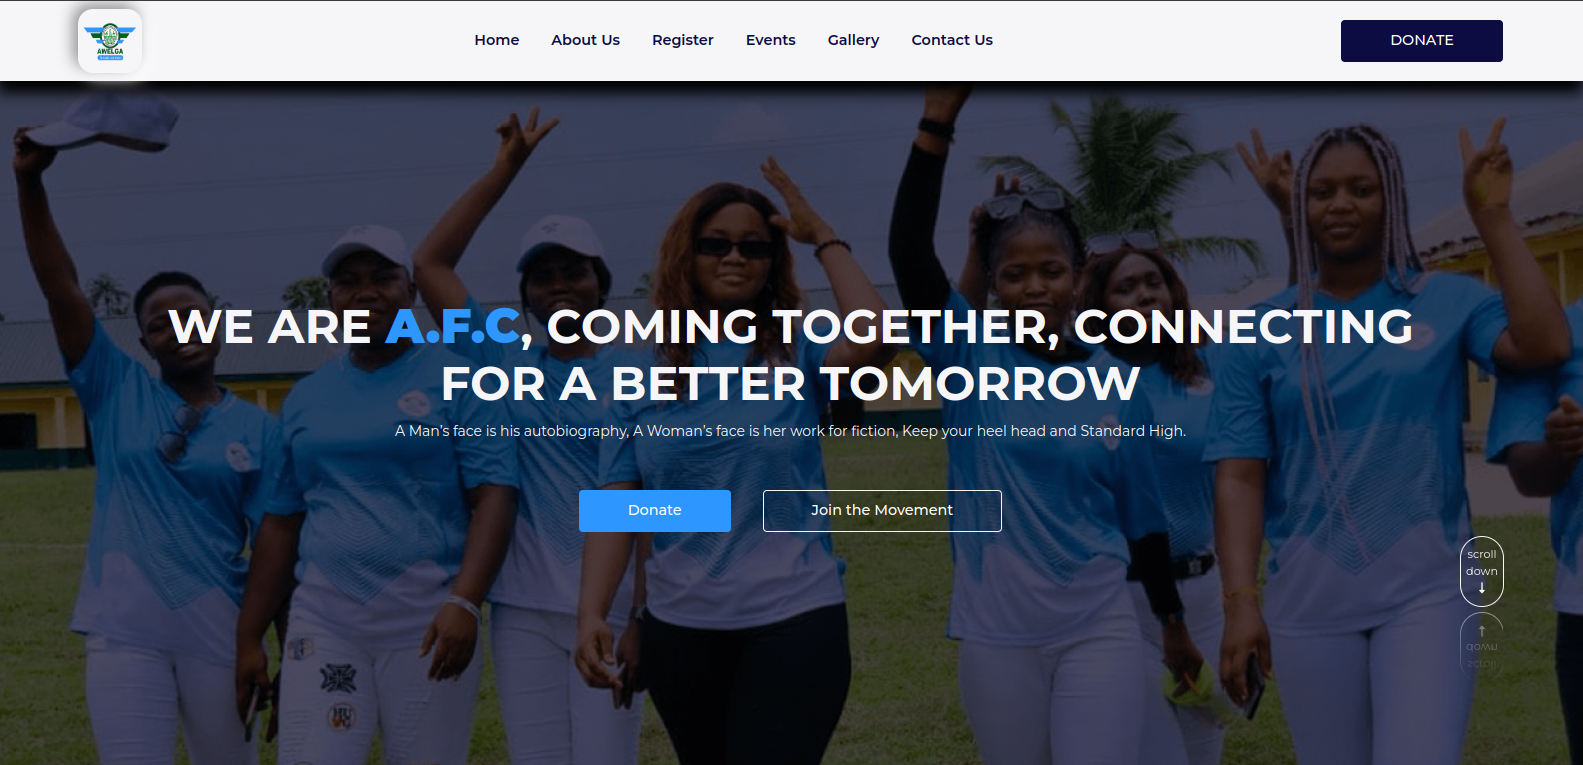 AWELGA
Home
About Us
Register
Events
Gallery
Contact Us
DONATE
WE ARE A.F.C, COMING TOGETHER, CONNECTING
FOR A BETTER TOMORROW
A Man's face is his autobiography, A Woman's face is her work for fiction, Keep your heel head and Standard High.
Donate
Join the Movement
scroll
down
↓
↑
down
scroll